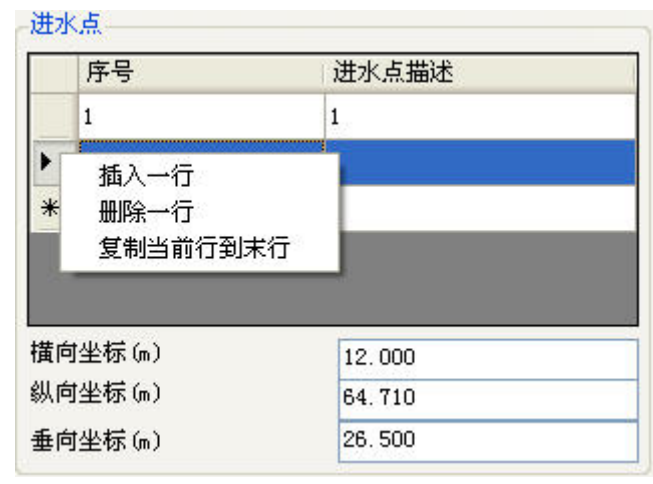 进水点
序号 进水点描述
1 1
插入一行
删除一行
复制当前行到末行
横向坐标(m) 12.000
纵向坐标(m) 64.710
垂向坐标(m) 26.500